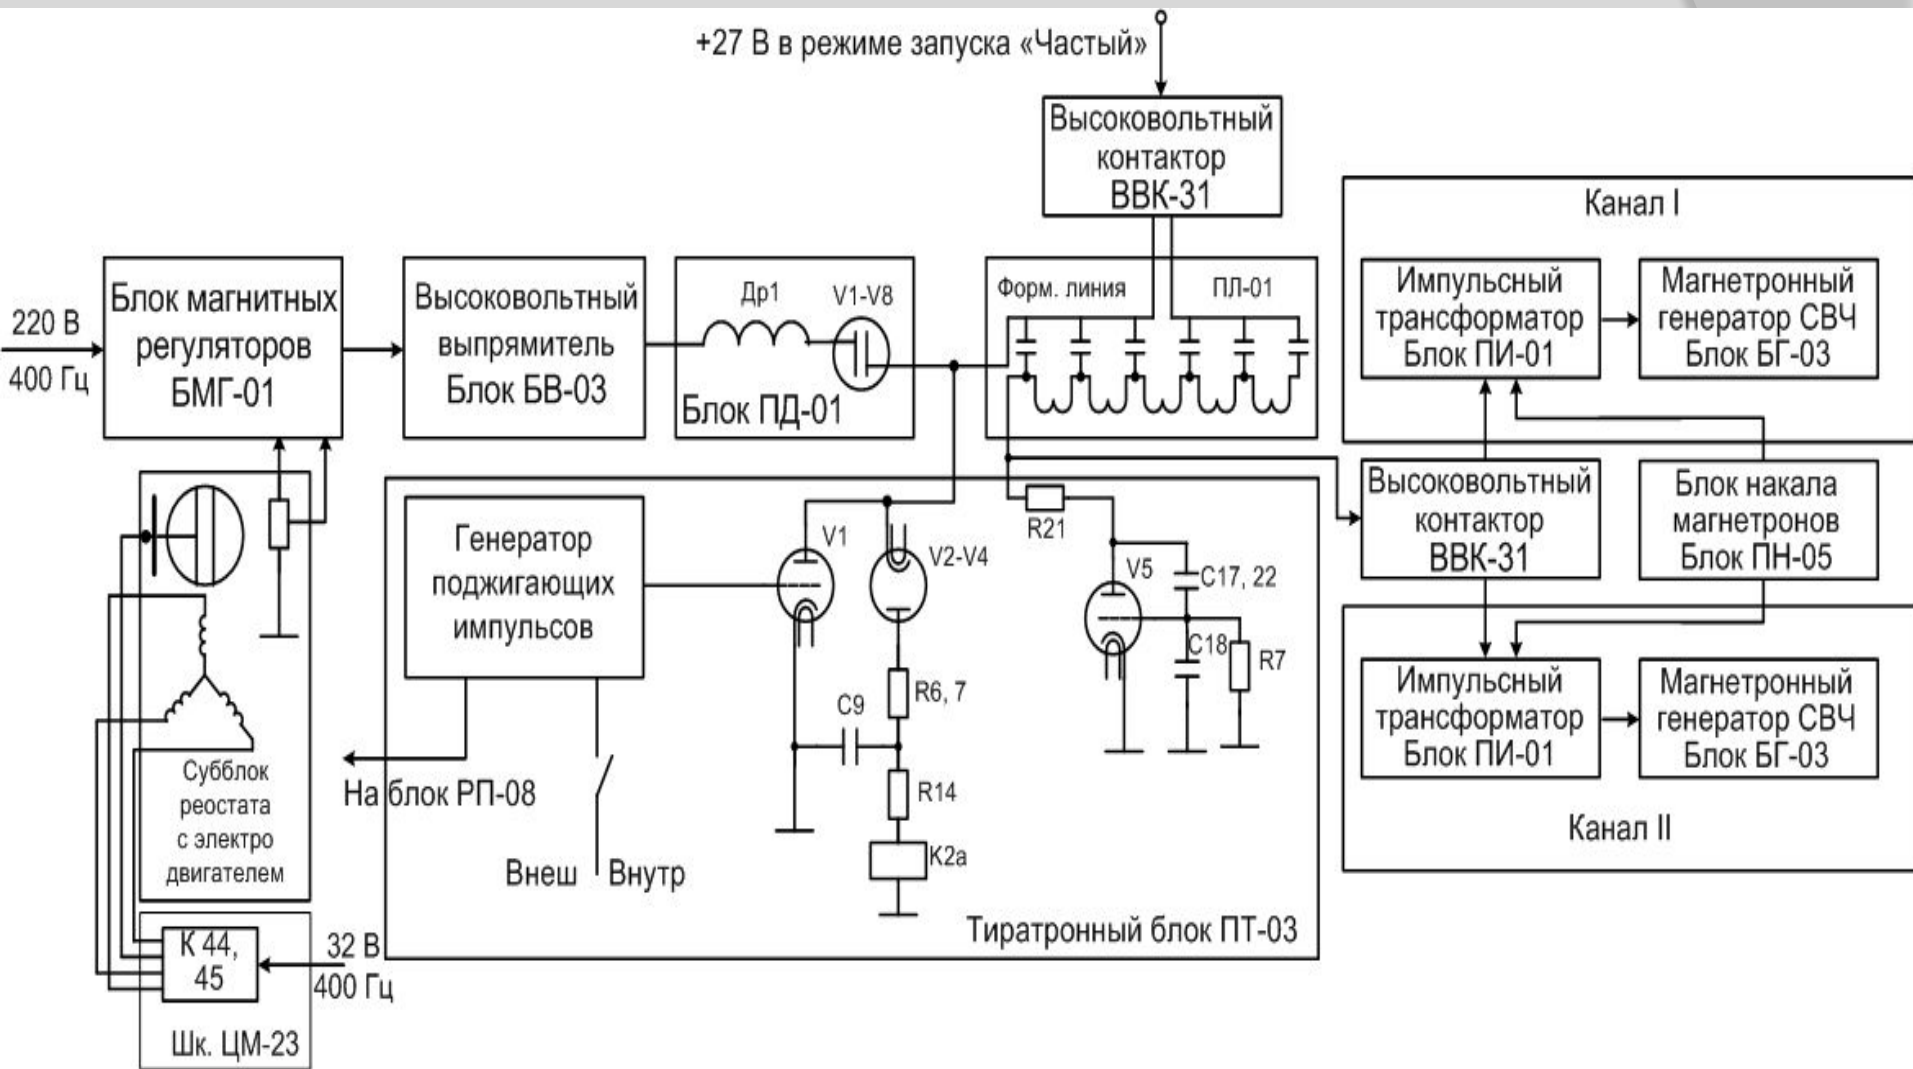 +27 В в режиме запуска «Частый»
Высоковольтный
контактор
ВВК-31
220 В
400 Гц
Блок магнитных
регуляторов
БМГ-01
Высоковольтный
выпрямитель
Блок БВ-03
Др1
V1-V8
Блок ПД-01
Форм. линия
ПЛ-01
Канал I
Импульсный
трансформатор
Блок ПИ-01
Магнетронный
генератор СВЧ
Блок БГ-03
Высоковольтный
контактор
ВВК-31
Блок накала
магнетронов
Блок ПН-05
Импульсный
трансформатор
Блок ПИ-01
Магнетронный
генератор СВЧ
Блок БГ-03
Канал II
Генератор
поджигающих
импульсов
V1
V2-V4
R21
V5
C17, 22
C18
R7
R6, 7
C9
R14
К2а
На блок РП-08
Внеш
Внутр
Тиратронный блок ПТ-03
Субблок
реостата
с электро
двигателем
К 44,
45
32 В
400 Гц
Шк. ЦМ-23